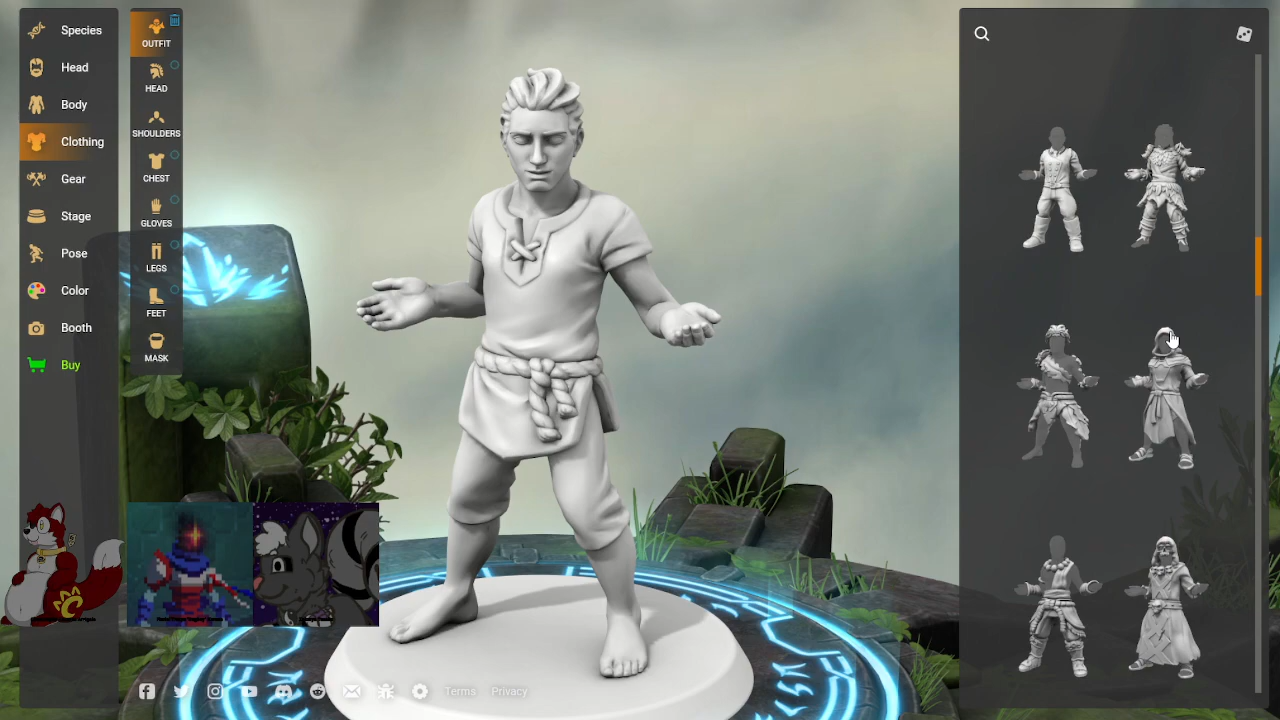 Species
Head
Body
Clothing
Gear
Stage
Pose
Color
Booth
Buy
OUTFIT
HEAD
SHOULDERS
CHEST
GLOVES
LEGS
FEET
MASK
Terms
Privacy